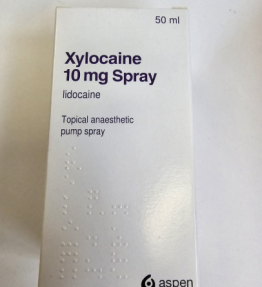 50 ml
Xylocaine
10 mg Spray
lidocaine
Topical anaesthetic
pump spray
aspen